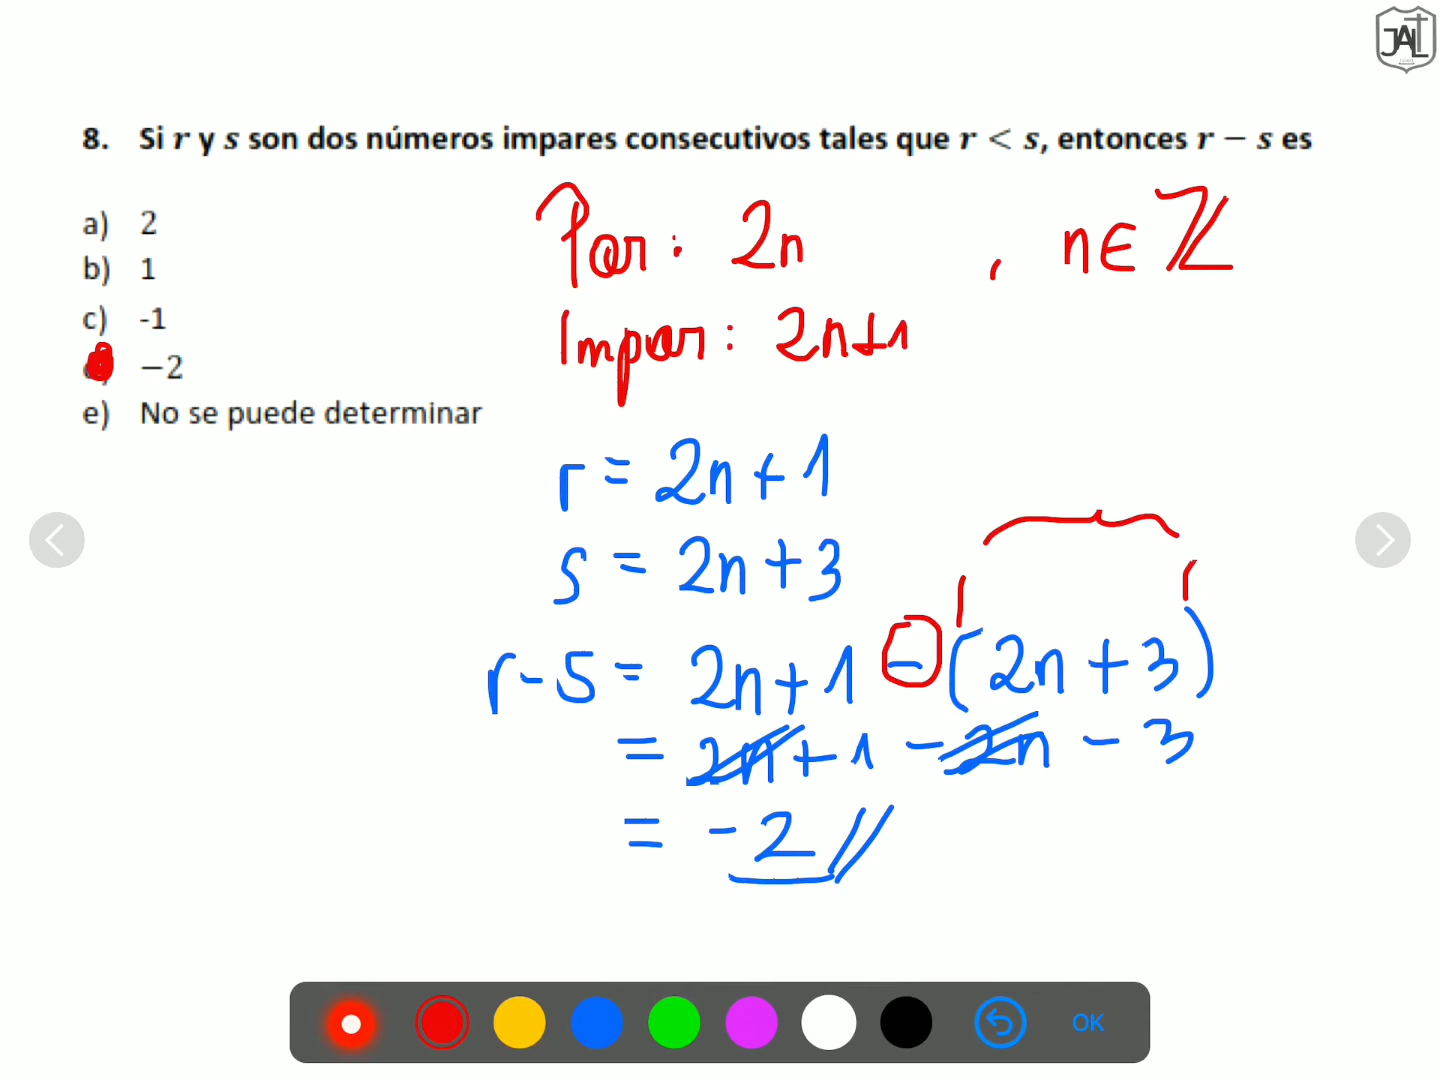 JALT
8. Si r y s son dos números impares consecutivos tales que r < s, entonces r − s es
a) 2
b) 1
c) -1
−2
e) No se puede determinar
Par: 2n , n∈ℤ
Impar: 2n+1
r = 2n+1
s = 2n+3
r-s = 2n+1 -(2n+3)
= 2n+1 -2n - 3
= -2//
OK